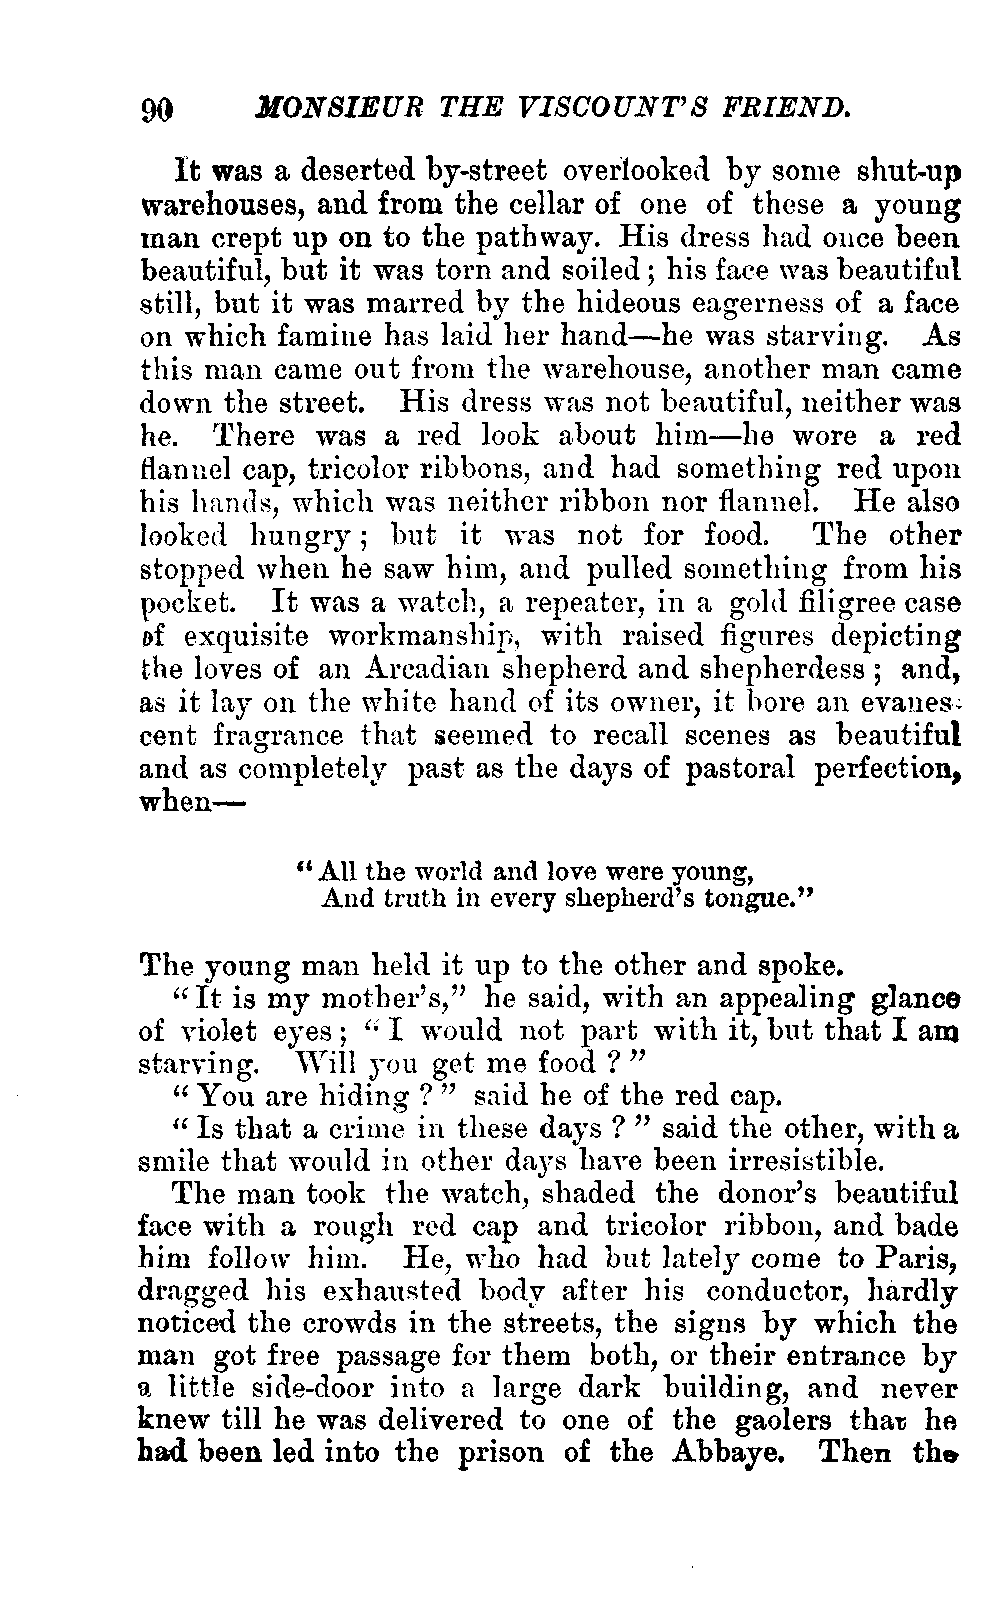 90 MONSIEUR THE VISCOUNT'S FRIEND.
It was a deserted by-street overlooked by some shut-up
warehouses, and from the cellar of one of these a young
man crept up on to the pathway. His dress had once been
beautiful, but it was torn and soiled; his face was beautiful
still, but it was marred by the hideous eagerness of a face
on which famine has laid her hand—he was starving. As
this man came out from the warehouse, another man came
down the street. His dress was not beautiful, neither was
he. There was a red look about him—he wore a red
flannel cap, tricolor ribbons, and had something red upon
his hands, which was neither ribbon nor flannel. He also
looked hungry; but it was not for food. The other
stopped when he saw him, and pulled something from his
pocket. It was a watch, a repeater, in a gold filigree case
of exquisite workmanship, with raised figures depicting
the loves of an Arcadian shepherd and shepherdess; and,
as it lay on the white hand of its owner, it bore an evanes-
cent fragrance that seemed to recall scenes as beautiful
and as completely past as the days of pastoral perfection,
when—
"All the world and love were young,
And truth in every shepherd's tongue."
The young man held it up to the other and spoke.
"It is my mother's," he said, with an appealing glance
of violet eyes; "I would not part with it, but that I am
starving. Will you get me food?"
"You are hiding?" said he of the red cap.
"Is that a crime in these days?" said the other, with a
smile that would in other days have been irresistible.
The man took the watch, shaded the donor's beautiful
face with a rough red cap and tricolor ribbon, and bade
him follow him. He, who had but lately come to Paris,
dragged his exhausted body after his conductor, hardly
noticed the crowds in the streets, the signs by which the
man got free passage for them both, or their entrance by
a little side-door into a large dark building, and never
knew till he was delivered to one of the gaolers that he
had been led into the prison of the Abbaye. Then the